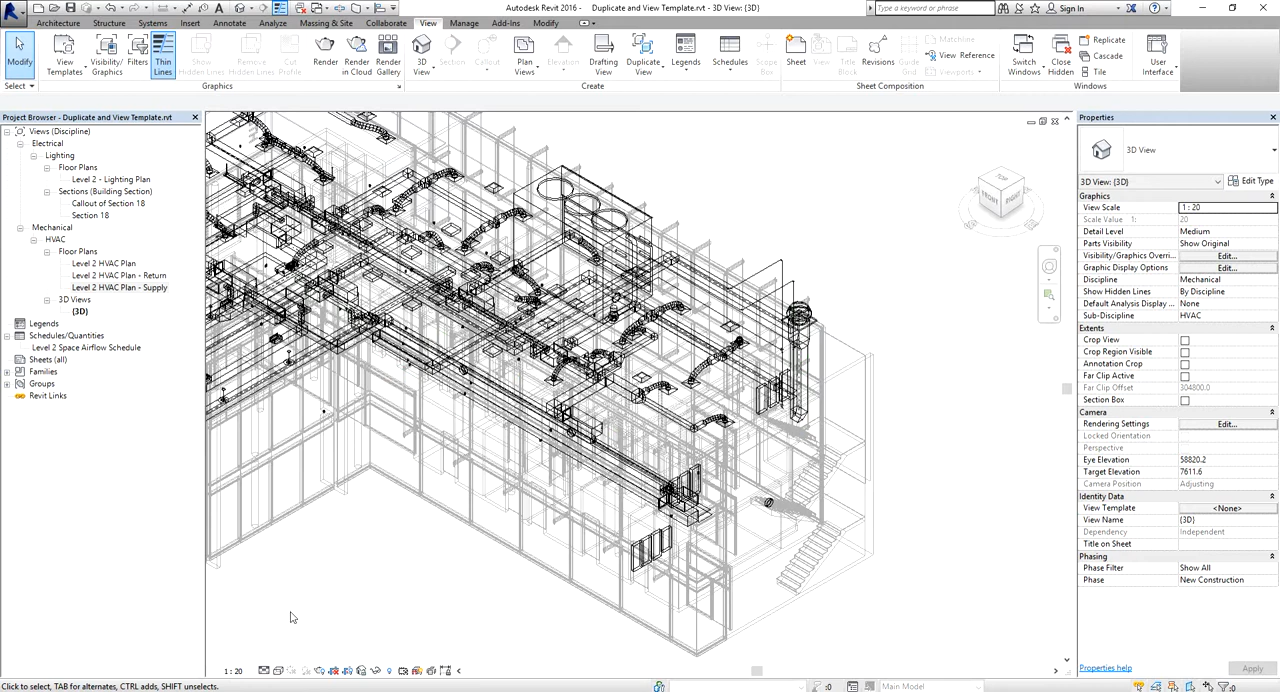 Autodesk Revit 2016 - Duplicate and View Template.rvt - 3D View: {3D}
Type a keyword or phrase
Sign In
Architecture Structure Systems Insert Annotate Analyze Massing & Site Collaborate View Manage Add-Ins Modify
Modify
View Templates
Visibility/ Graphics
Filters
Thin Lines
Show Hidden Lines
Remove Hidden Lines
Cut Profile
Render
Render in Cloud
Render Gallery
3D View
Section
Callout
Plan Views
Elevation
Drafting View
Duplicate View
Legends
Schedules
Scope Box
Sheet
View
Title Block
Revisions
Guide Grid
Matchline
View Reference
Viewports
Switch Windows
Close Hidden
Replicate
Cascade
Tile
User Interface
Select
Graphics
Create
Sheet Composition
Windows
Project Browser - Duplicate and View Template.rvt
Views (Discipline)
Electrical
Lighting
Floor Plans
Level 2 - Lighting Plan
Sections (Building Section)
Callout of Section 18
Section 18
Mechanical
HVAC
Floor Plans
Level 2 HVAC Plan
Level 2 HVAC Plan - Return
Level 2 HVAC Plan - Supply
3D Views
{3D}
Legends
Schedules/Quantities
Level 2 Space Airflow Schedule
Sheets (all)
Families
Groups
Revit Links
TOP
FRONT
RIGHT
Properties
3D View
3D View: {3D} Edit Type
Graphics
View Scale 1 : 20
Scale Value 1: 20
Detail Level Medium
Parts Visibility Show Original
Visibility/Graphics Overri... Edit...
Graphic Display Options Edit...
Discipline Mechanical
Show Hidden Lines By Discipline
Default Analysis Display ... None
Sub-Discipline HVAC
Extents
Crop View
Crop Region Visible
Annotation Crop
Far Clip Active
Far Clip Offset 304800.0
Section Box
Camera
Rendering Settings Edit...
Locked Orientation
Perspective
Eye Elevation 58820.2
Target Elevation 7611.6
Camera Position Adjusting
Identity Data
View Template <None>
View Name {3D}
Dependency Independent
Title on Sheet
Phasing
Phase Filter Show All
Phase New Construction
Properties help
Apply
1 : 20
Click to select, TAB for alternates, CTRL adds, SHIFT unselects.
:0
Main Model
:0